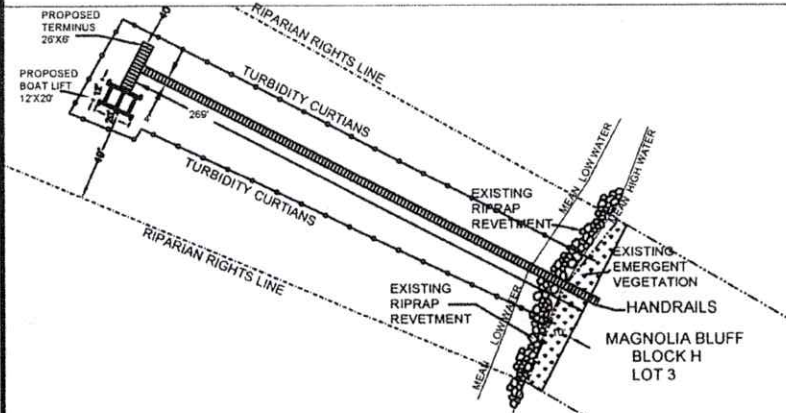 PROPOSED
TERMINUS
26'X6'
RIPARIAN RIGHTS LINE
PROPOSED
BOAT LIFT
12'X20'
TURBIDITY CURTIANS
269'
TURBIDITY CURTIANS
RIPARIAN RIGHTS LINE
MEAN LOW WATER
MEAN HIGH WATER
EXISTING
RIPRAP
REVETMENT
EXISTING
EMERGENT
VEGETATION
EXISTING
RIPRAP
REVETMENT
HANDRAILS
MEAN LOW WATER
MAGNOLIA BLUFF
BLOCK H
LOT 3